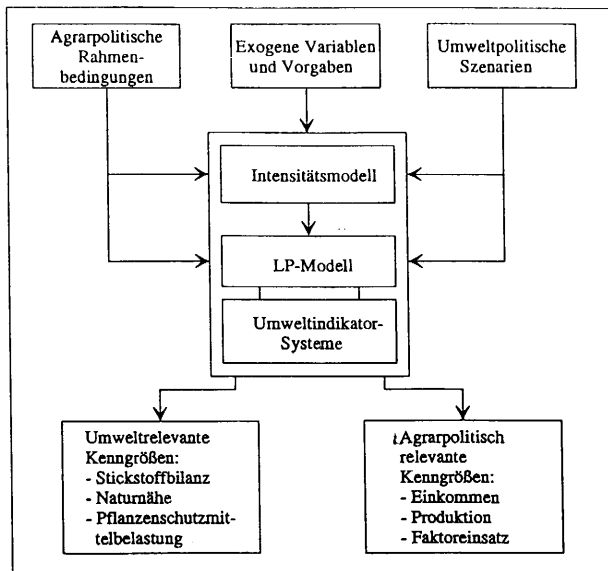 Agrarpolitische
Rahmen-
bedingungen
Exogene Variablen
und Vorgaben
Umweltpolitische
Szenarien
Intensitätsmodell
LP-Modell
Umweltindikator-
Systeme
Umweltrelevante
Kenngrößen:
- Stickstoffbilanz
- Naturnähe
- Pflanzenschutzmit-
telbelastung
Agrarpolitisch
relevante
Kenngrößen:
- Einkommen
- Produktion
- Faktoreinsatz